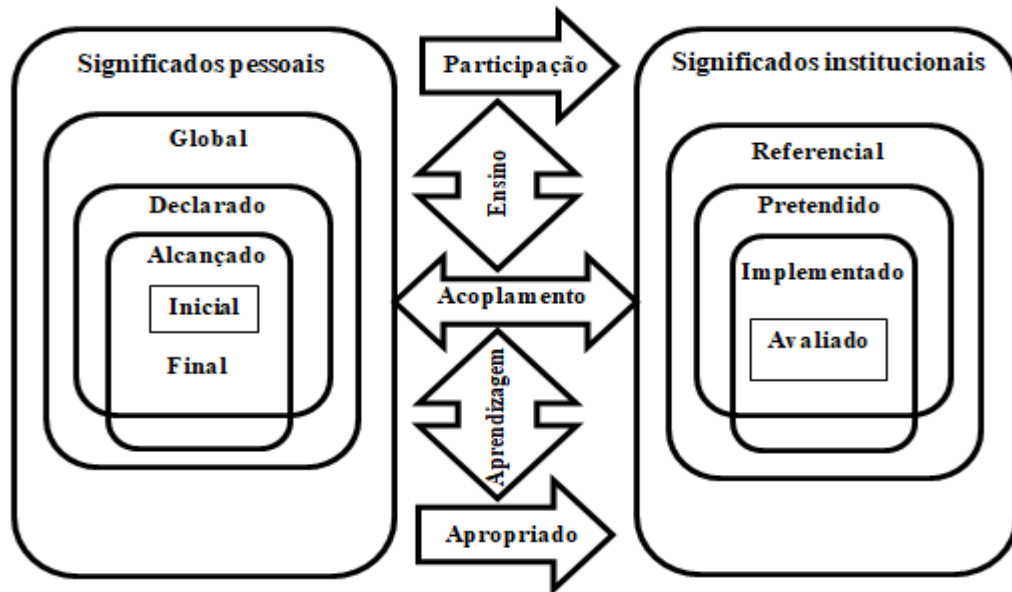 Significados pessoais
Global
Declarado
Alcançado
Inicial
Final
Participação
Ensino
Acoplamento
Aprendizagem
Apropriado
Significados institucionais
Referencial
Pretendido
Implementado
Avaliado